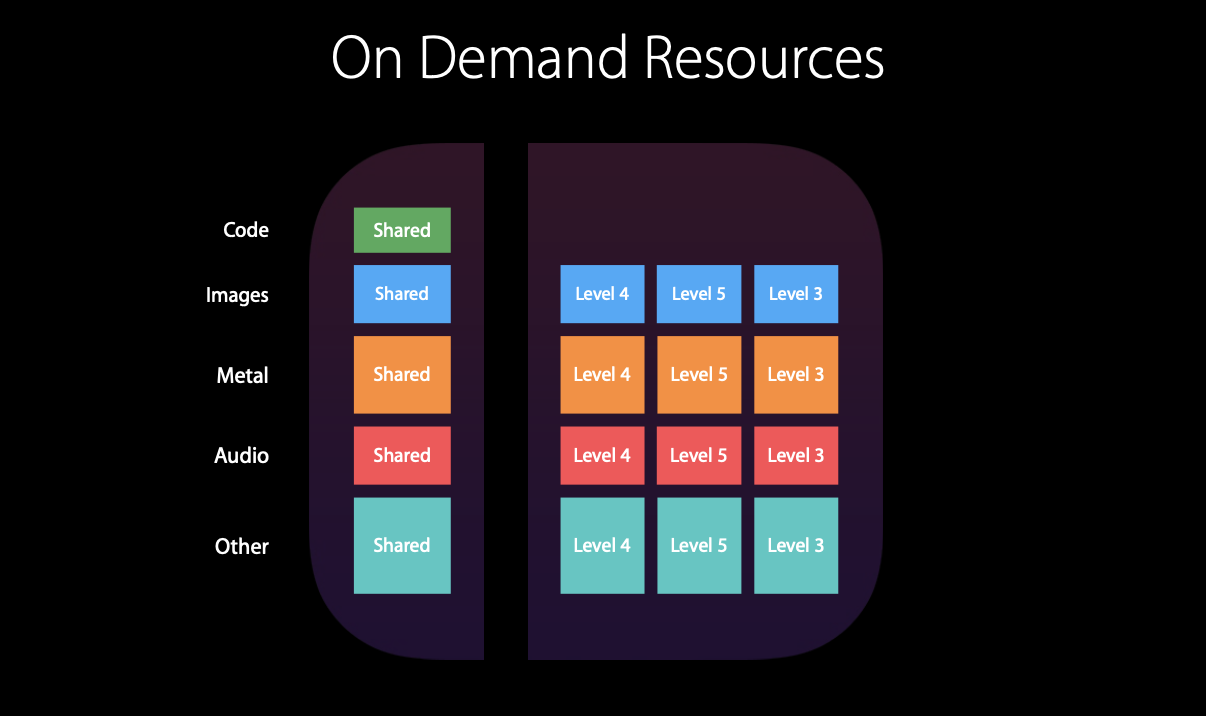 On Demand Resources
Code Shared
Images Shared Level 4 Level 5 Level 3
Metal Shared Level 4 Level 5 Level 3
Audio Shared Level 4 Level 5 Level 3
Other Shared Level 4 Level 5 Level 3